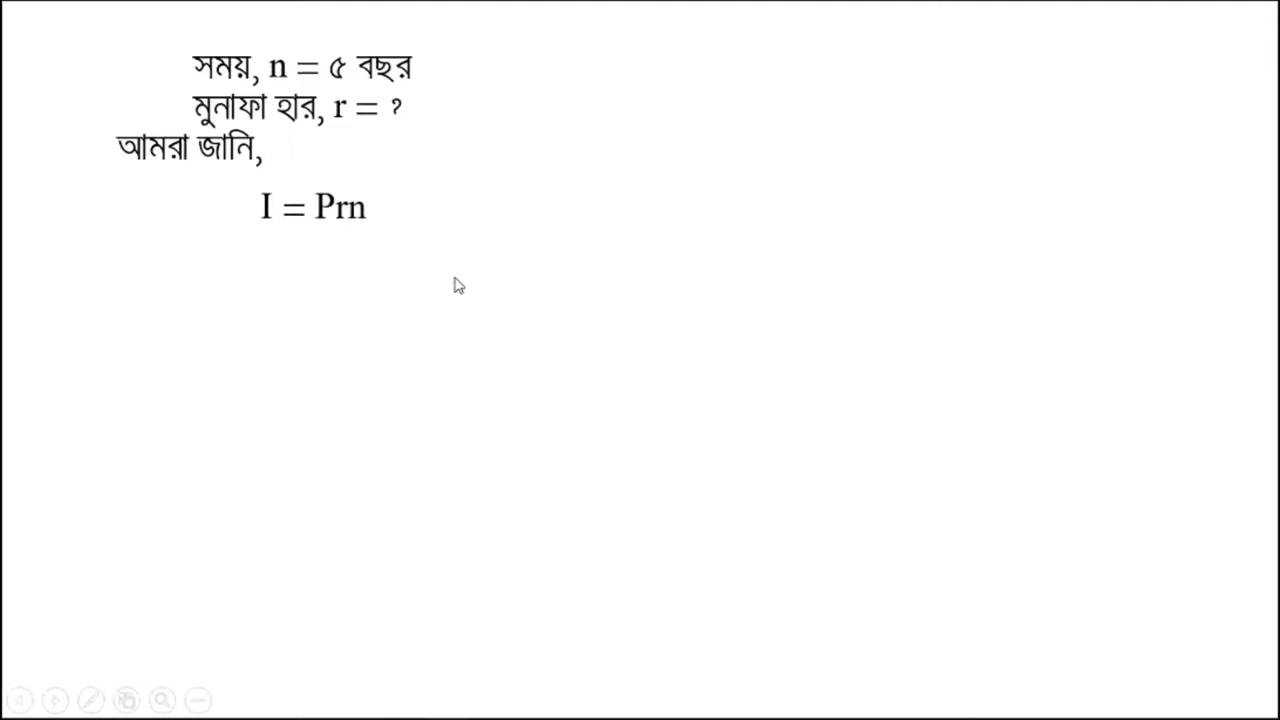 সময়, n = ৫ বছর
মুনাফা হার, r = ?
আমরা জানি,
I = Prn